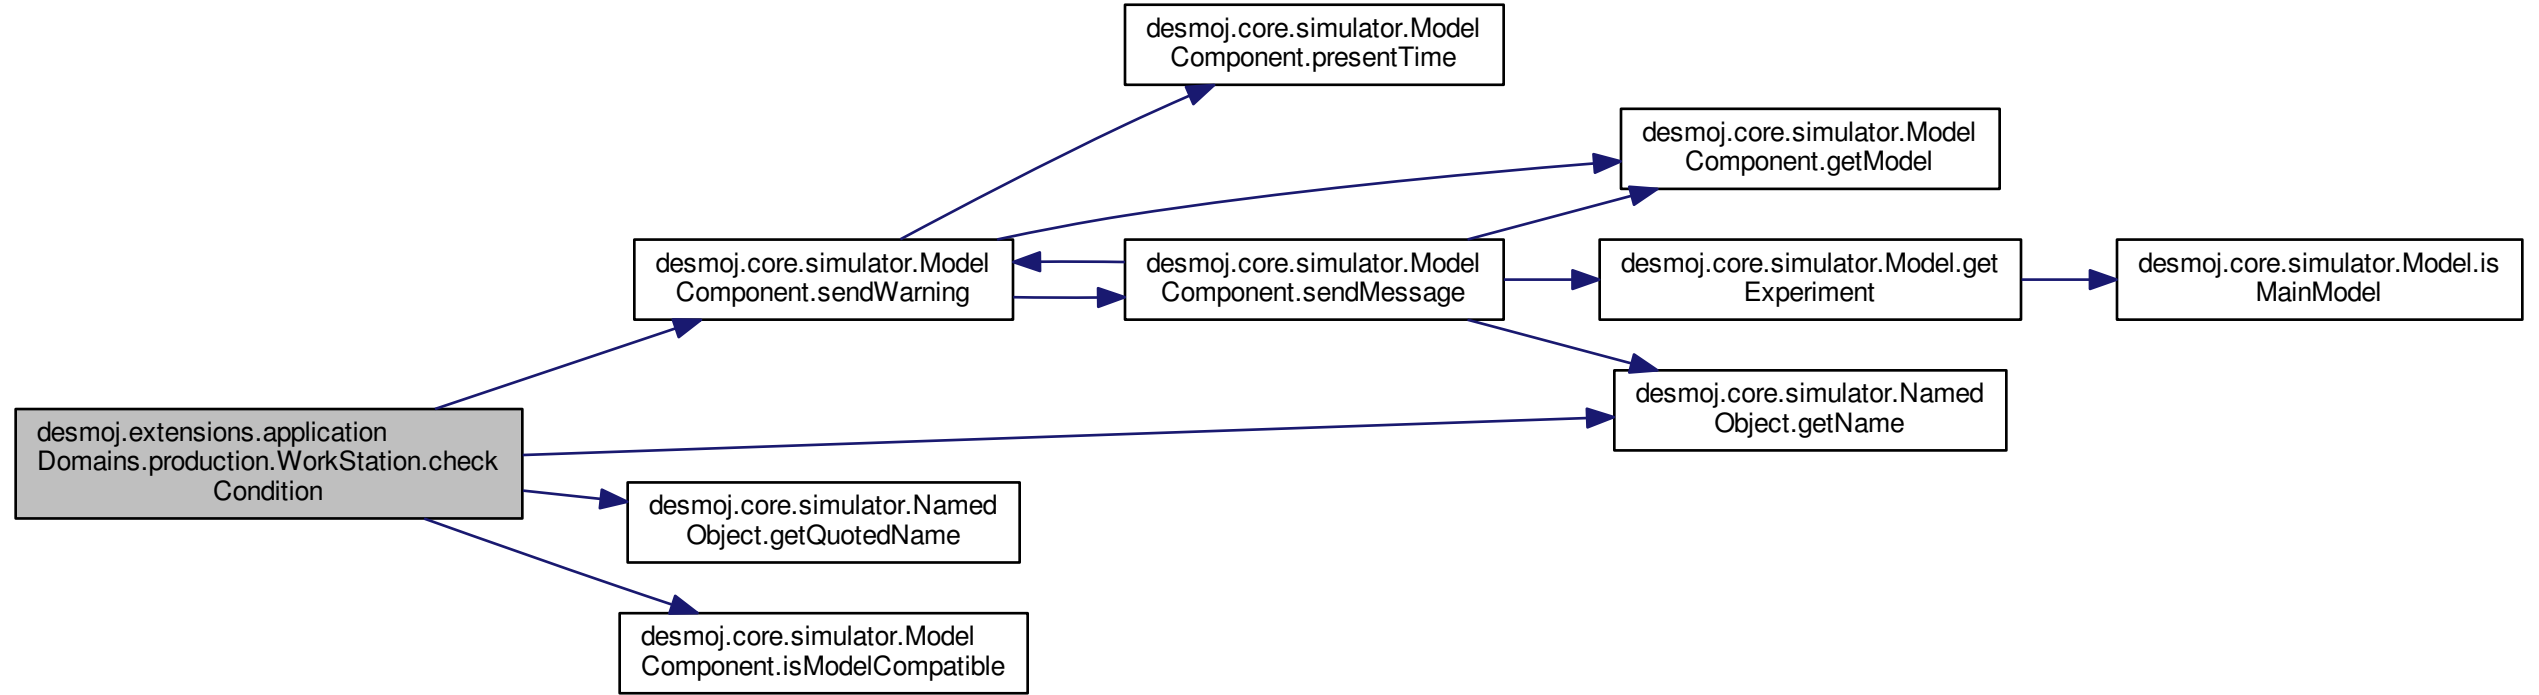 desmoj.core.simulator.Model
Component.presentTime
desmoj.core.simulator.Model
Component.getModel
desmoj.core.simulator.Model
Component.sendWarning
desmoj.core.simulator.Model
Component.sendMessage
desmoj.core.simulator.Model.get
Experiment
desmoj.core.simulator.Model.is
MainModel
desmoj.core.simulator.Named
Object.getName
desmoj.extensions.application
Domains.production.WorkStation.check
Condition
desmoj.core.simulator.Named
Object.getQuotedName
desmoj.core.simulator.Model
Component.isModelCompatible